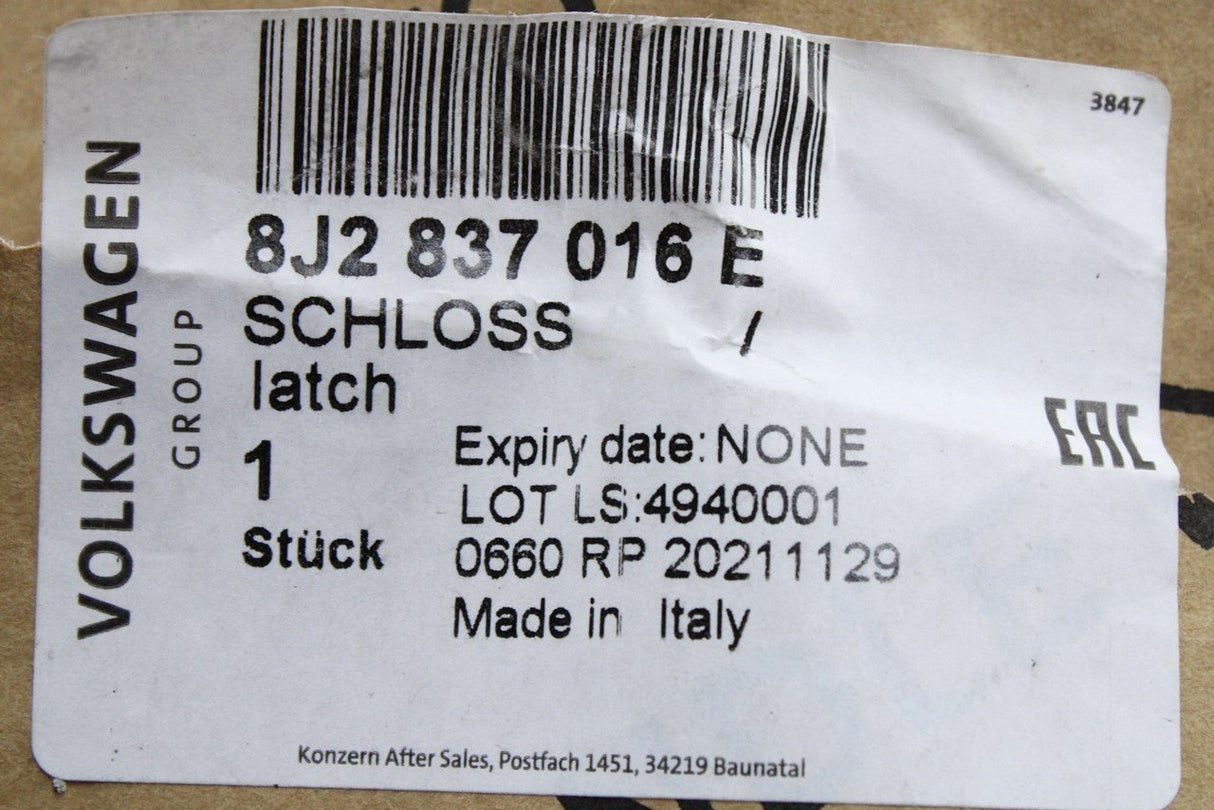 3847
VOLKSWAGEN
GROUP
8J2 837 016 E
SCHLOSS /
latch
1
Stück
Expiry date: NONE
LOT LS:4940001
0660 RP 20211129
Made in Italy
EAC
Konzern After Sales, Postfach 1451, 34219 Baunatal